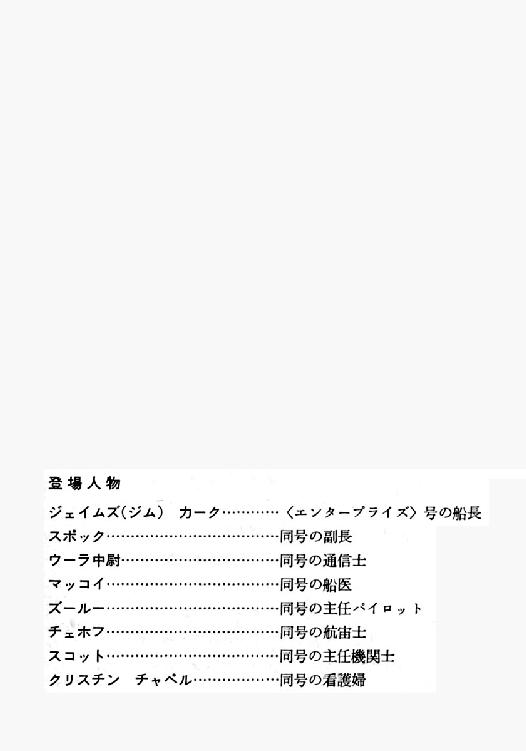 登場人物
ジェイムズ(ジム) カーク…………〈エンタープライズ〉号の船長
スポック………………………………同号の副長
ウーラ中尉……………………………同号の通信士
マッコイ………………………………同号の船医
ズールー………………………………同号の主任パイロット
チェホフ………………………………同号の航宙士
スコット………………………………同号の主任機関士
クリスチン チャペル………………同号の看護婦